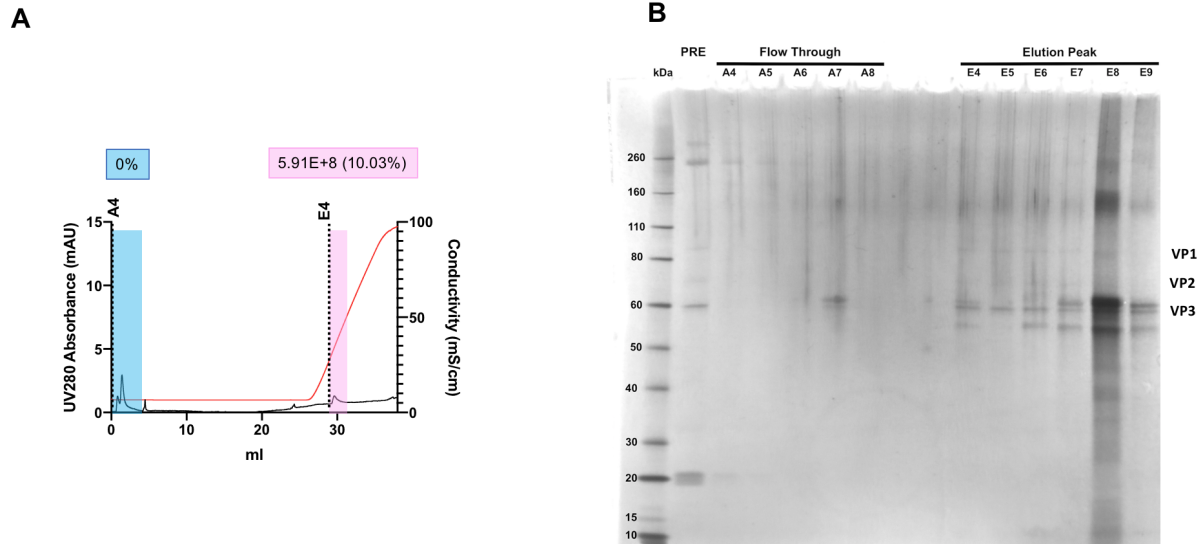 A
0%
5.91E+8 (10.03%)
A4
E4
UV280 Absorbance (mAU)
15
10
5
0
100
50
0
Conductivity (mS/cm)
0
10
20
30
ml
B
PRE
Flow Through
Elution Peak
kDa
A4
A5
A6
A7
A8
E4
E5
E6
E7
E8
E9
260
160
110
80
60
50
40
30
20
15
10
VP1
VP2
VP3